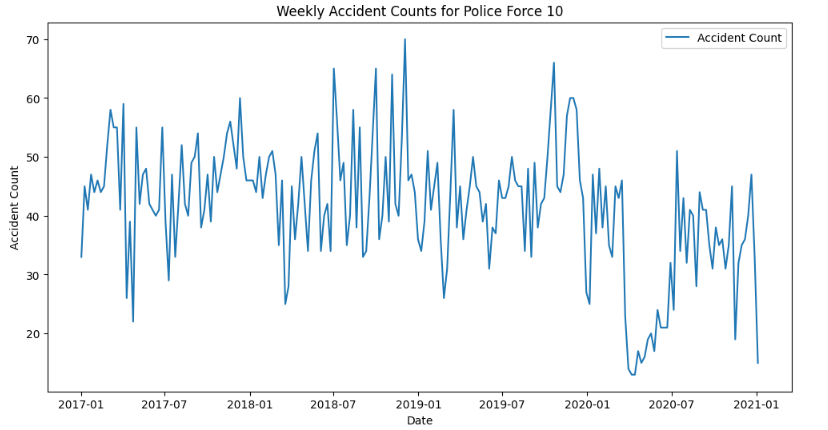 Weekly Accident Counts for Police Force 10
Accident Count
70
60
50
40
30
20
Accident Count
2017-01 2017-07 2018-01 2018-07 2019-01 2019-07 2020-01 2020-07 2021-01
Date